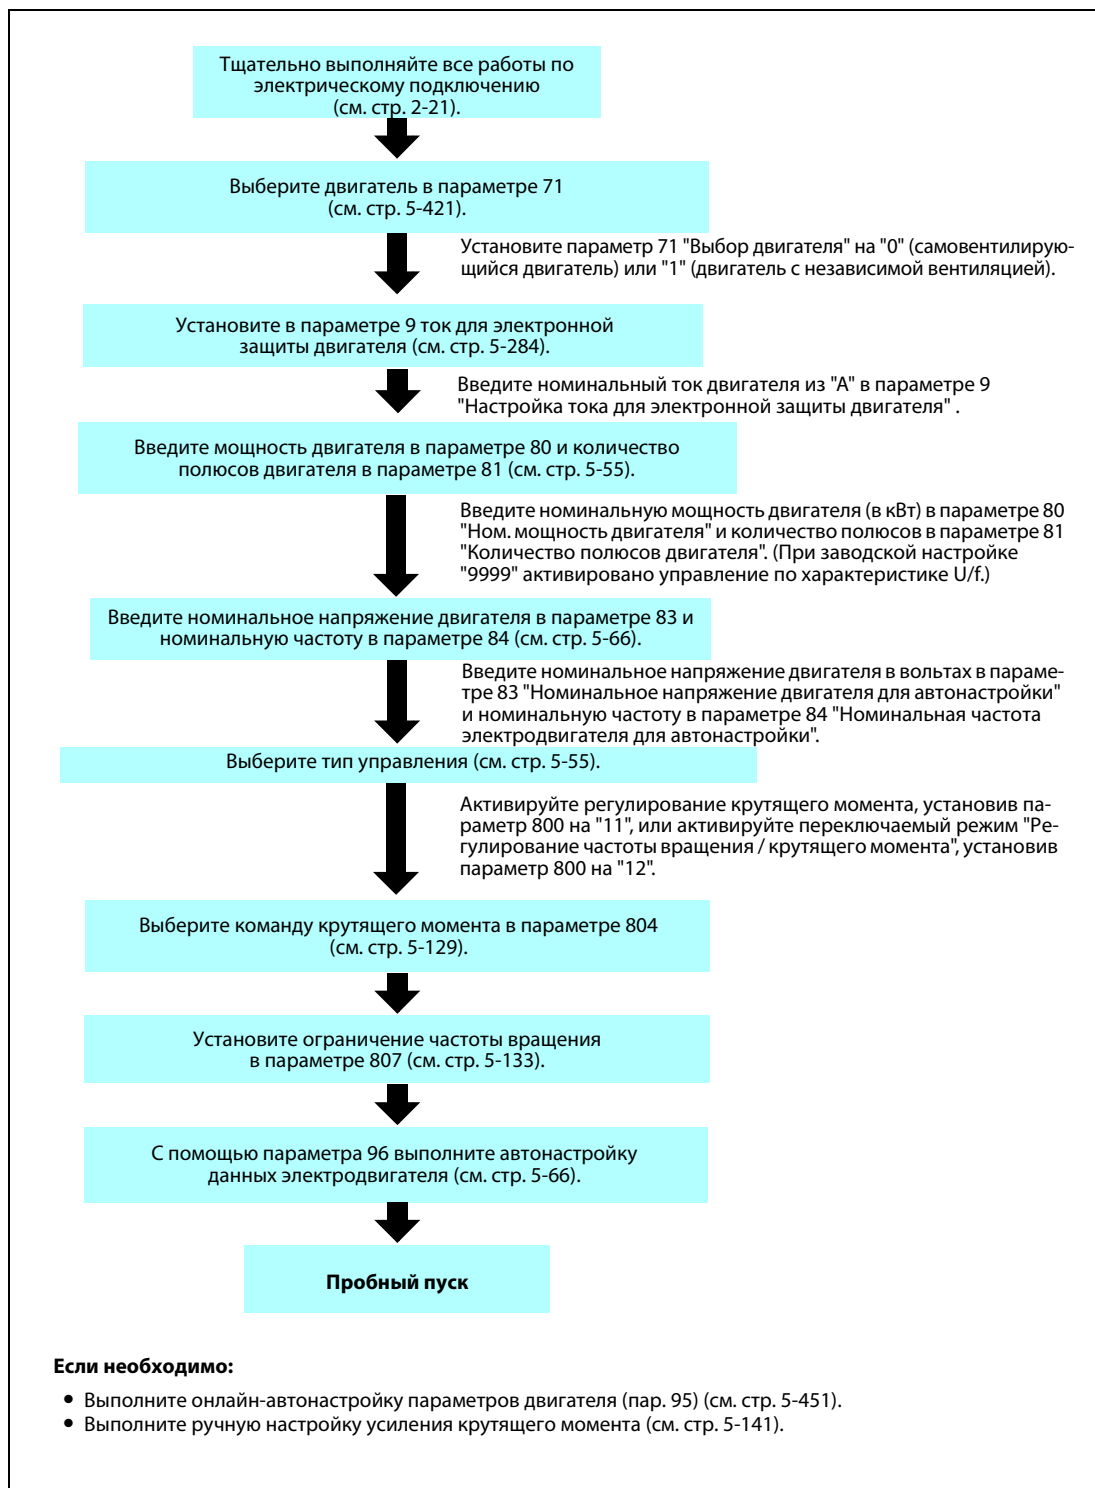 Тщательно выполняйте все работы по
электрическому подключению
(см. стр. 2-21).
Выберите двигатель в параметре 71
(см. стр. 5-421).
Установите параметр 71 "Выбор двигателя" на "0" (самовентилирую-
щийся двигатель) или "1" (двигатель с независимой вентиляцией).
Установите в параметре 9 ток для электронной
защиты двигателя (см. стр. 5-284).
Введите номинальный ток двигателя из "А" в параметре 9
"Настройка тока для электронной защиты двигателя" .
Введите мощность двигателя в параметре 80 и количество
полюсов двигателя в параметре 81 (см. стр. 5-55).
Введите номинальную мощность двигателя (в кВт) в параметре 80
"Ном. мощность двигателя" и количество полюсов в параметре 81
"Количество полюсов двигателя". (При заводской настройке
"9999" активировано управление по характеристике U/f.)
Введите номинальное напряжение двигателя в параметре 83 и
номинальную частоту в параметре 84 (см. стр. 5-66).
Введите номинальное напряжение двигателя в вольтах в параме-
тре 83 "Номинальное напряжение двигателя для автонастройки"
и номинальную частоту в параметре 84 "Номинальная частота
электродвигателя для автонастройки".
Выберите тип управления (см. стр. 5-55).
Активируйте регулирование крутящего момента, установив па-
раметр 800 на "11", или активируйте переключаемый режим "Ре-
гулирование частоты вращения / крутящего момента", установив
параметр 800 на "12".
Выберите команду крутящего момента в параметре 804
(см. стр. 5-129).
Установите ограничение частоты вращения
в параметре 807 (см. стр. 5-133).
С помощью параметра 96 выполните автонастройку
данных электродвигателя (см. стр. 5-66).
Пробный пуск
Если необходимо:
● Выполните онлайн-автонастройку параметров двигателя (пар. 95) (см. стр. 5-451).
● Выполните ручную настройку усиления крутящего момента (см. стр. 5-141).